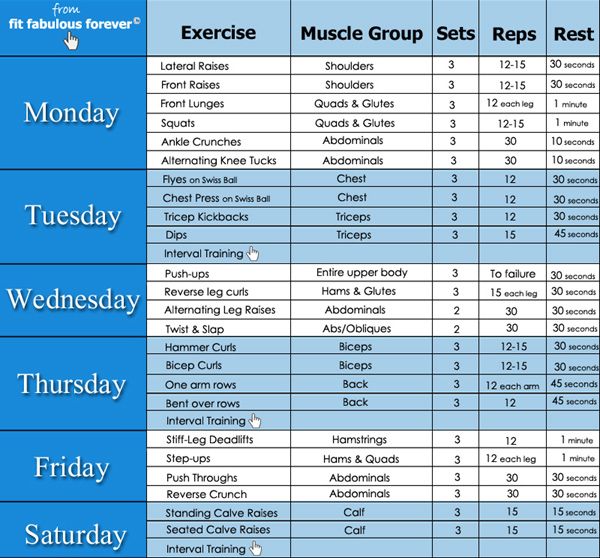 from
fit fabulous forever©
Exercise Muscle Group Sets Reps Rest
Monday
Lateral Raises Shoulders 3 12-15 30 seconds
Front Raises Shoulders 3 12-15 30 seconds
Front Lunges Quads & Glutes 3 12 each leg 1 minute
Squats Quads & Glutes 3 12-15 1 minute
Ankle Crunches Abdominals 3 30 10 seconds
Alternating Knee Tucks Abdominals 3 30 10 seconds
Tuesday
Flyes on Swiss Ball Chest 3 12 30 seconds
Chest Press on Swiss Ball Chest 3 12 30 seconds
Tricep Kickbacks Triceps 3 12 30 seconds
Dips Triceps 3 15 45 seconds
Interval Training
Wednesday
Push-ups Entire upper body 3 To failure 30 seconds
Reverse leg curls Hams & Glutes 3 15 each leg 30 seconds
Alternating Leg Raises Abdominals 2 30 30 seconds
Twist & Slap Abs/Obliques 2 30 30 seconds
Thursday
Hammer Curls Biceps 3 12-15 30 seconds
Bicep Curls Biceps 3 12-15 30 seconds
One arm rows Back 3 12 each arm 45 seconds
Bent over rows Back 3 12 45 seconds
Interval Training
Friday
Stiff-Leg Deadlifts Hamstrings 3 12 1 minute
Step-ups Hams & Quads 3 12 each leg 1 minute
Push Throughs Abdominals 3 30 30 seconds
Reverse Crunch Abdominals 3 30 30 seconds
Saturday
Standing Calve Raises Calf 3 15 15 seconds
Seated Calve Raises Calf 3 15 15 seconds
Interval Training